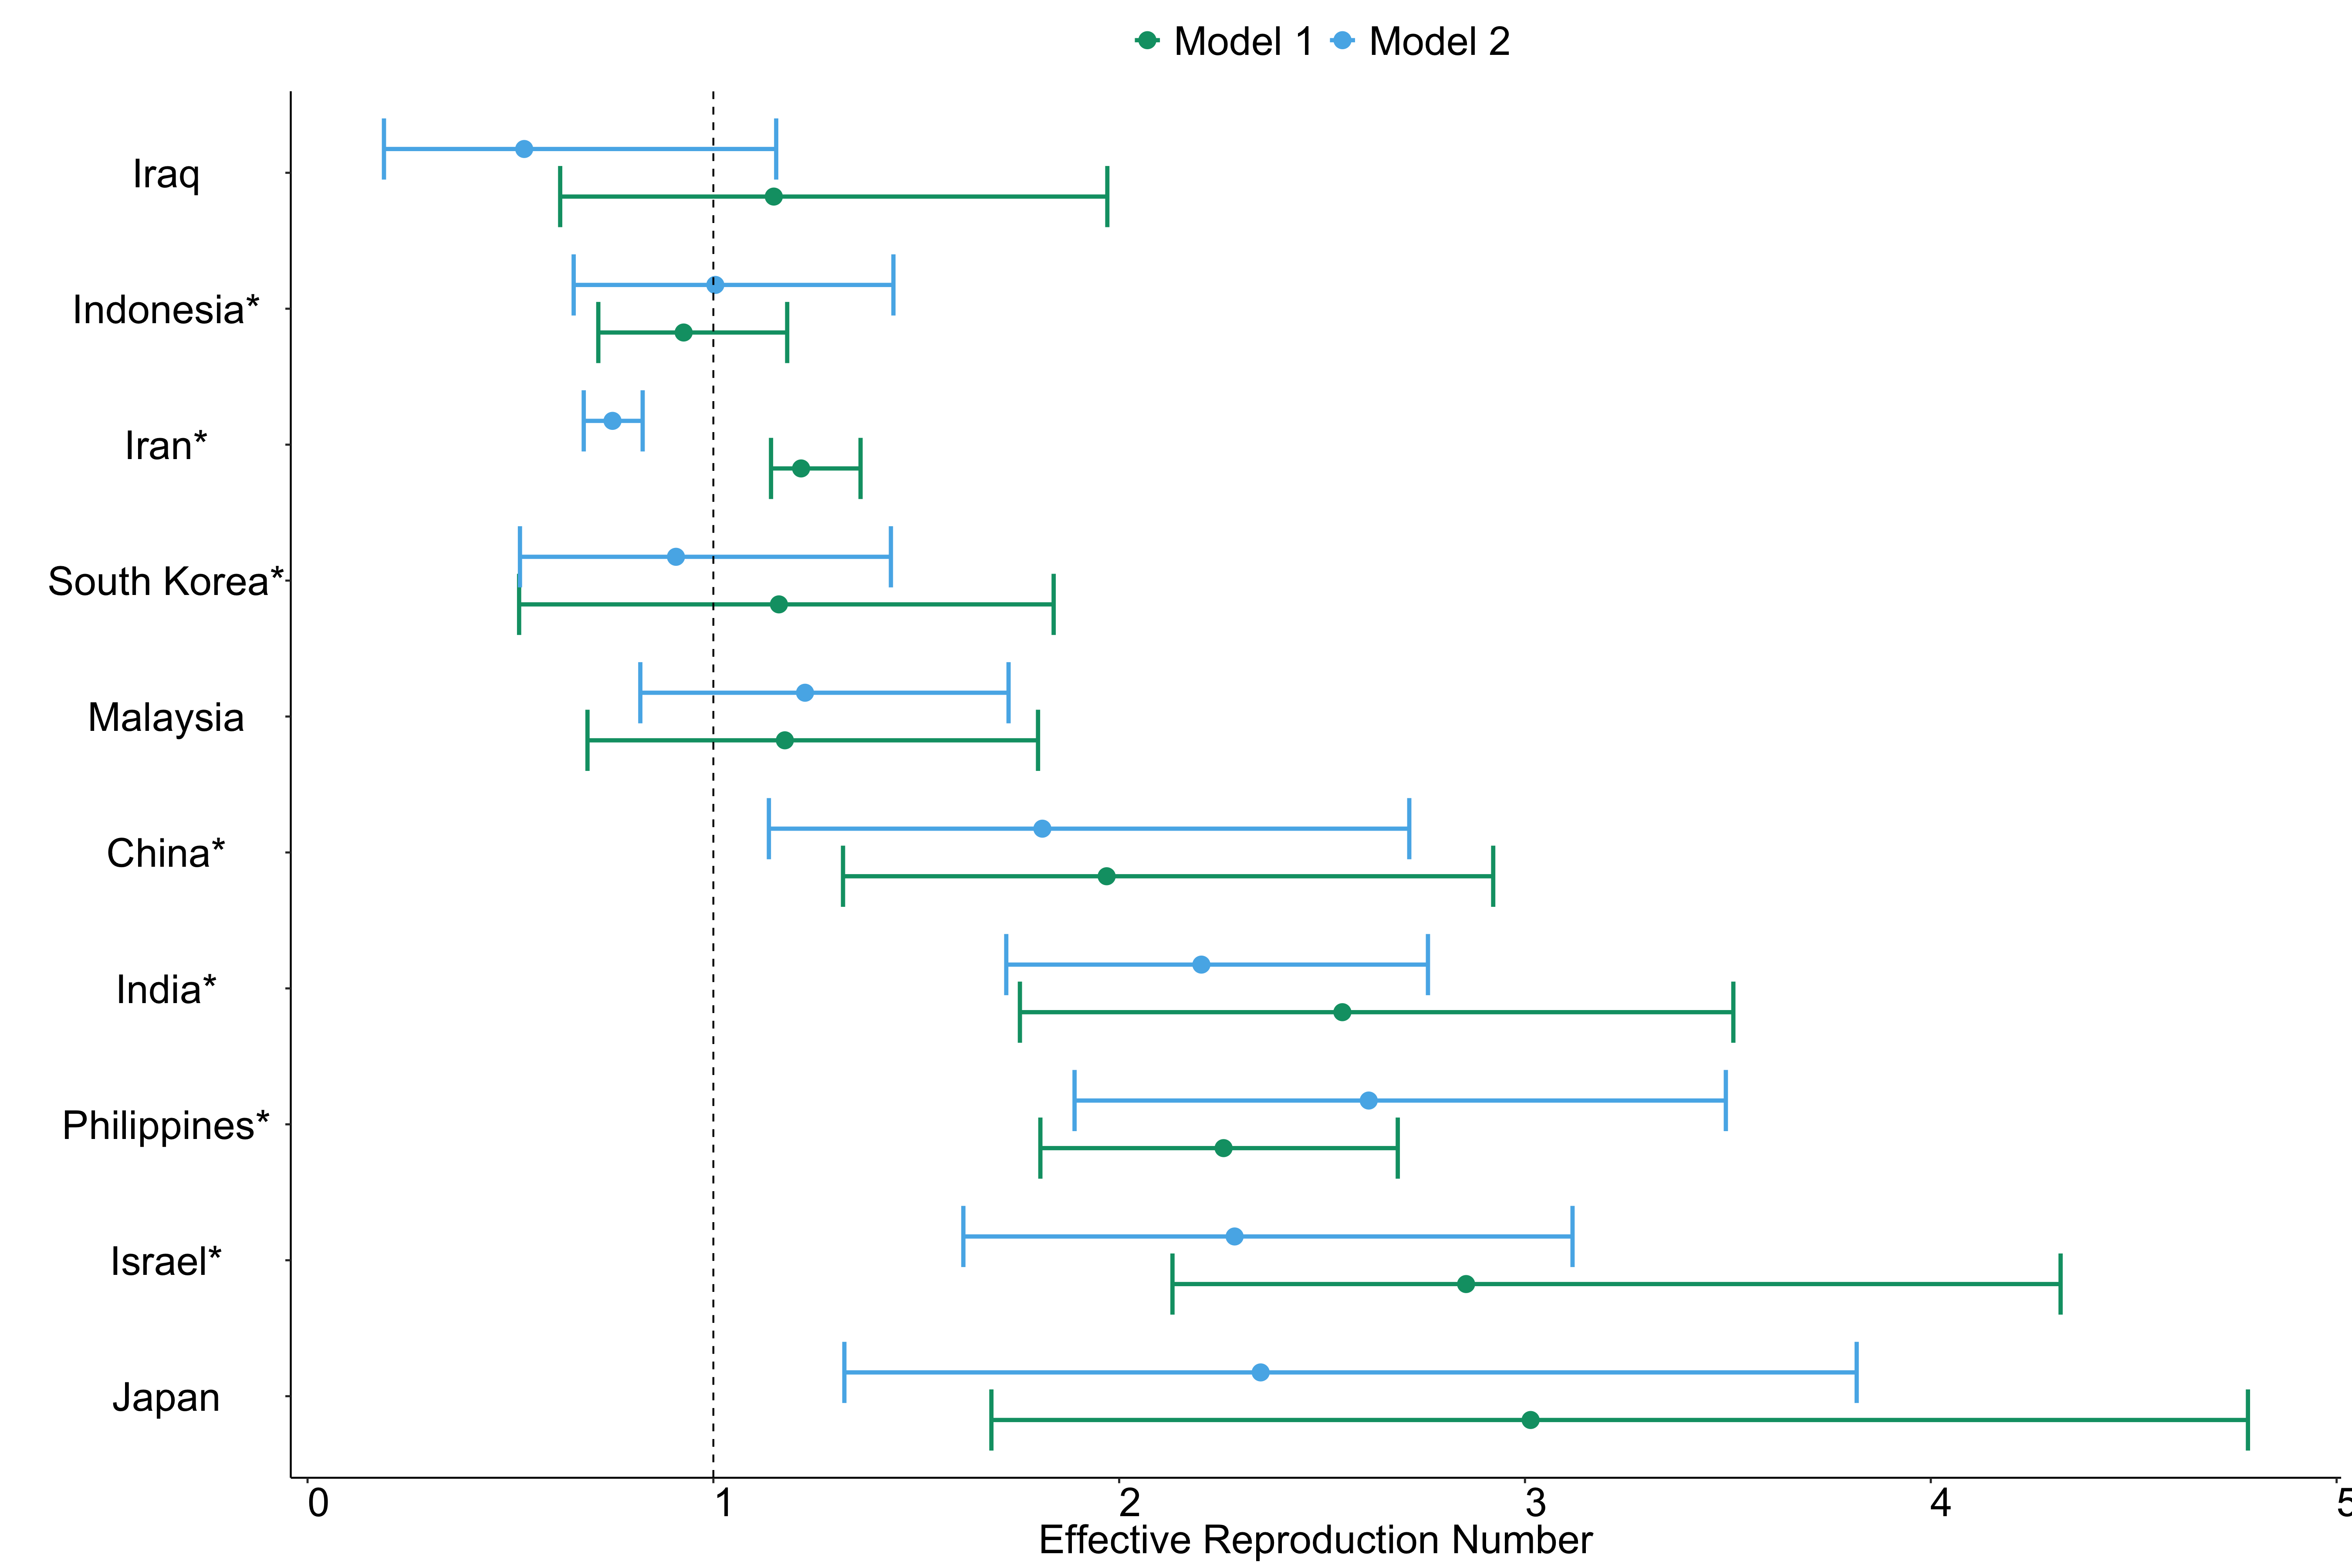 Model 1 Model 2
Iraq
Indonesia*
Iran*
South Korea*
Malaysia
China*
India*
Philippines*
Israel*
Japan
0 1 2 3 4 5
Effective Reproduction Number